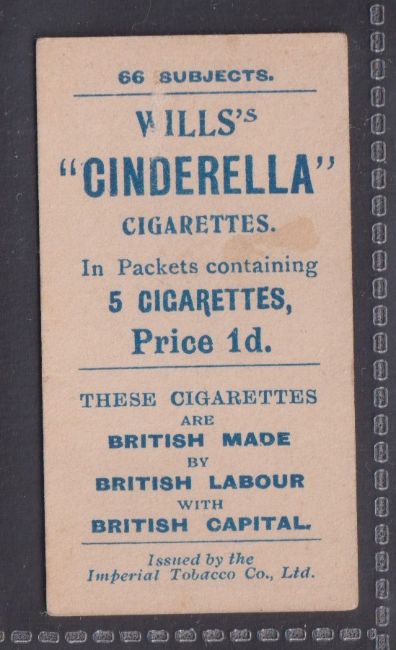 66 SUBJECTS.
WILLS'S
"CINDERELLA"
CIGARETTES.
In Packets containing
5 CIGARETTES,
Price 1d.
THESE CIGARETTES
ARE
BRITISH MADE
BY
BRITISH LABOUR
WITH
BRITISH CAPITAL.
Issued by the
Imperial Tobacco Co., Ltd.